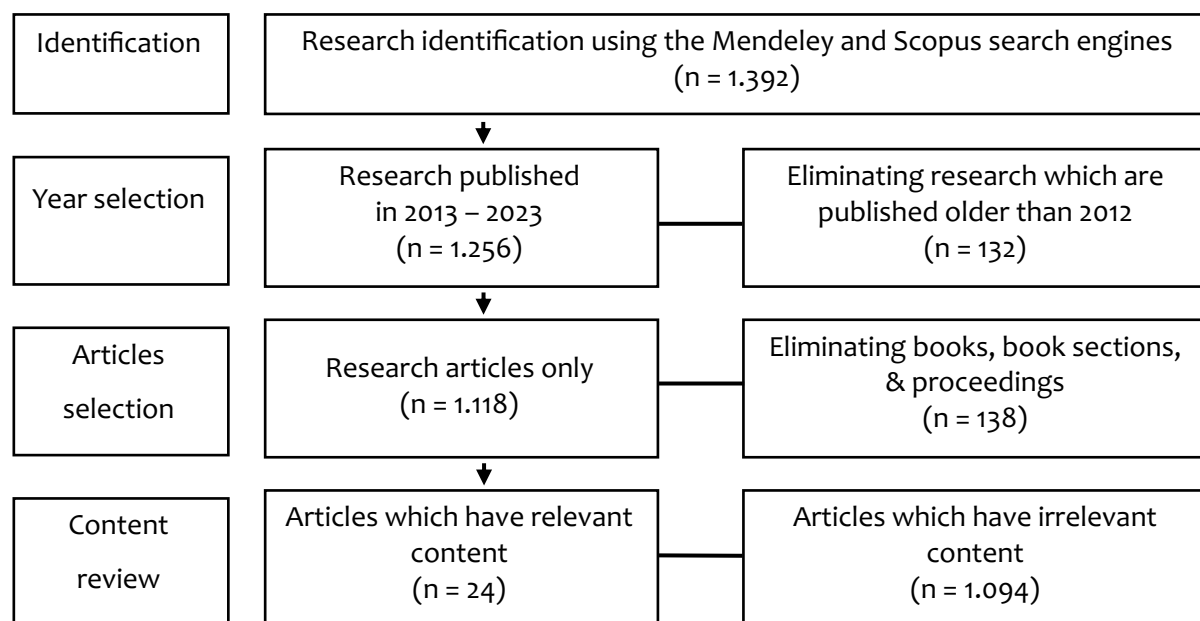 Identification
Research identification using the Mendeley and Scopus search engines
(n = 1.392)
Year selection
Research published
in 2013 – 2023
(n = 1.256)
Eliminating research which are
published older than 2012
(n = 132)
Articles
selection
Research articles only
(n = 1.118)
Eliminating books, book sections,
& proceedings
(n = 138)
Content
review
Articles which have relevant
content
(n = 24)
Articles which have irrelevant
content
(n = 1.094)